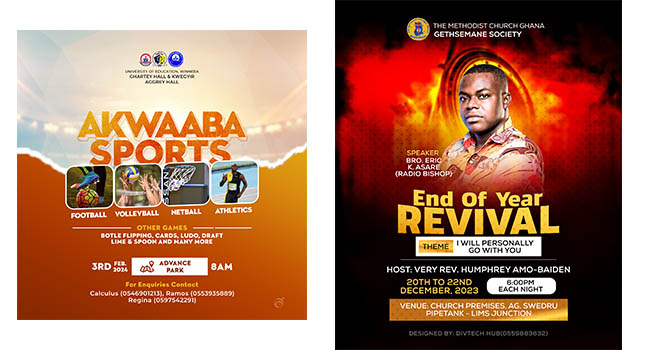 UNIVERSITY OF EDUCATION, WINNEBA
GHARTEY HALL & KWEGYIR
AGGREY HALL
AKWAABA
SPORTS
FOOTBALL
VOLLEYBALL
NETBALL
ATHLETICS
OTHER GAMES
BOTLE FLIPPING, CARDS, LUDO, DRAFT
LIME & SPOON AND MANY MORE
3RD FEB. 2024
ADVANCE
PARK
8AM
For Enquiries Contact
Calculus (0546901213), Ramos (0553935889)
Regina (0597542291)
THE METHODIST CHURCH GHANA
GETHSEMANE SOCIETY
SPEAKER
BRO. ERIC
K. ASARE
(RADIO BISHOP)
End Of Year
REVIVAL
THEME
I WILL PERSONALLY
GO WITH YOU
HOST: VERY REV. HUMPHREY AMO-BAIDEN
20TH TO 22ND
DECEMBER, 2023
6:00PM
EACH NIGHT
VENUE: CHURCH PREMISES, AG. SWEDRU
PIPETANK - LIMS JUNCTION
DESIGNED BY: DIVTECH HUB(0559883632)